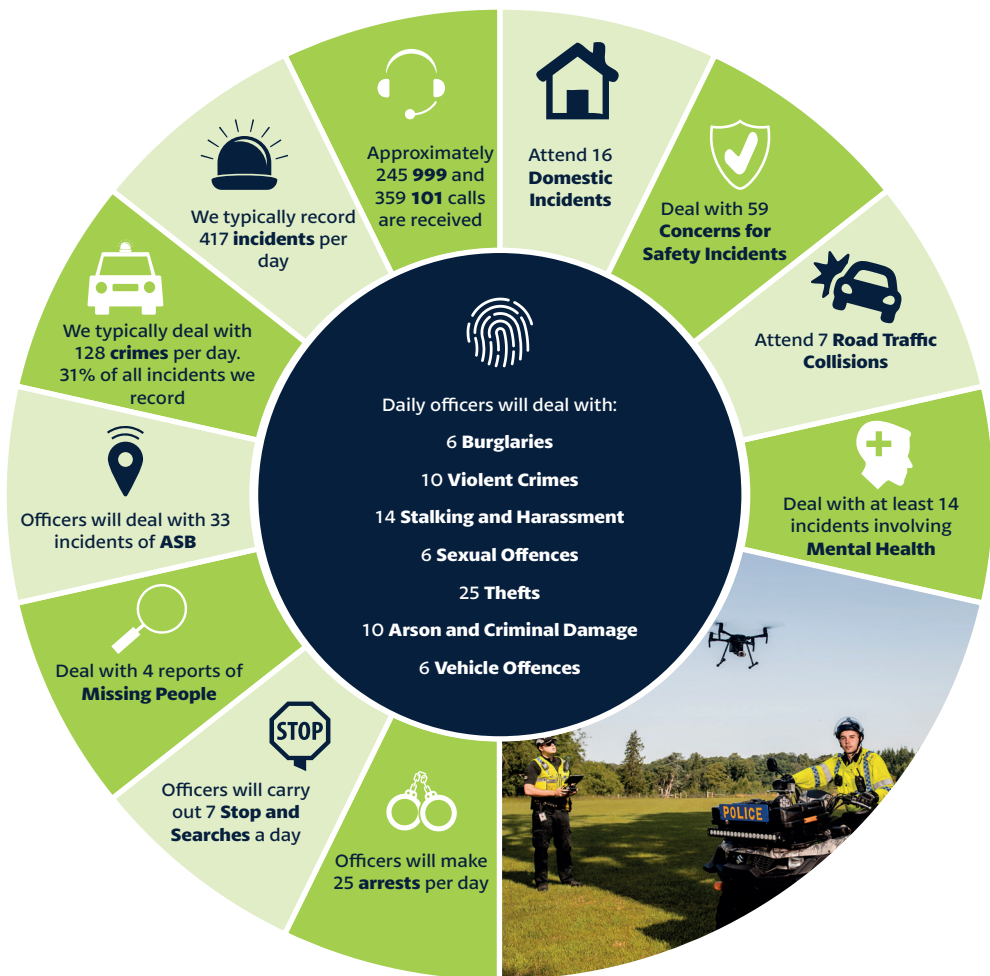 Approximately
245 999 and
359 101 calls
are received
Attend 16
Domestic
Incidents
Deal with 59
Concerns for
Safety Incidents
Attend 7 Road Traffic
Collisions
Deal with at least 14
incidents involving
Mental Health
POLICE
Officers will make
25 arrests per day
STOP
Officers will carry
out 7 Stop and
Searches a day
Deal with 4 reports of
Missing People
Officers will deal with 33
incidents of ASB
We typically deal with
128 crimes per day.
31% of all incidents we
record
We typically record
417 incidents per
day
Daily officers will deal with:
6 Burglaries
10 Violent Crimes
14 Stalking and Harassment
6 Sexual Offences
25 Thefts
10 Arson and Criminal Damage
6 Vehicle Offences